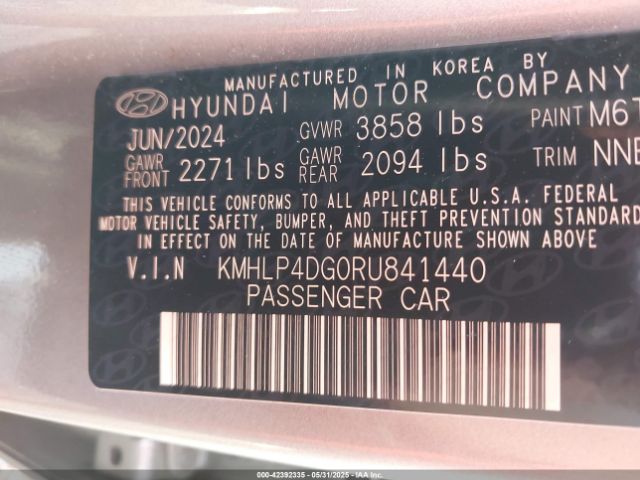 MANUFACTURED IN KOREA BY
HYUNDAI MOTOR COMPANY
JUN/2024 GVWR 3858 lbs PAINT M6T
GAWR FRONT 2271 lbs GAWR REAR 2094 lbs TRIM NNB
THIS VEHICLE CONFORMS TO ALL APPLICABLE U.S.A. FEDERAL
MOTOR VEHICLE SAFETY, BUMPER, AND THEFT PREVENTION STANDARD
IN EFFECT ON THE DATE OF MANUFACTURE SHOWN ABOVE
V.I.N KMHLP4DG0RU841440
PASSENGER CAR
000-42392335 - 05/31/2025 - COPYRIGHT IAA, LLC.